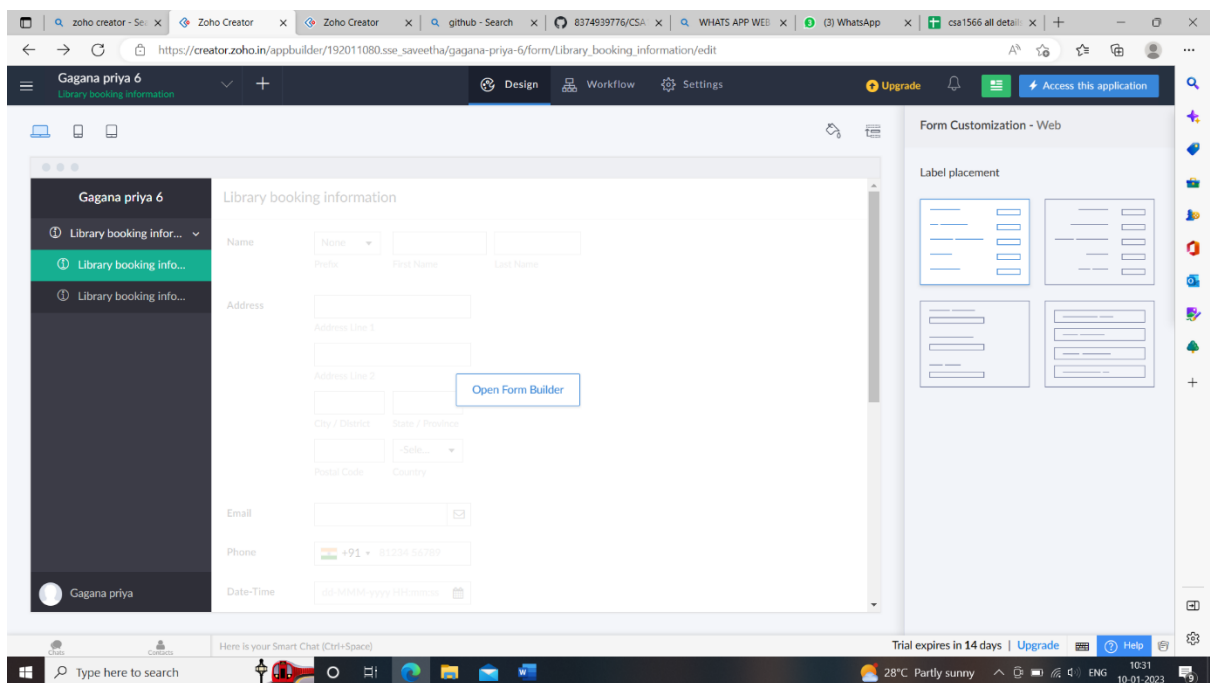 zoho creator - Sea
Zoho Creator
Zoho Creator
github - Search
8374939776/CSA
WHATS APP WEB
(3) WhatsApp
csa1566 all details
https://creator.zoho.in/appbuilder/192011080.sse_saveetha/gagana-priya-6/form/Library_booking_information/edit
Gagana priya 6
Library booking information
Design
Workflow
Settings
Upgrade
Access this application
Form Customization - Web
Label placement
Gagana priya 6
Library booking information
Library booking infor...
Library booking info...
Library booking info...
Name
None
Prefix
First Name
Last Name
Address
Address Line 1
Address Line 2
Open Form Builder
City / District
State / Province
-Sele...
Postal Code
Country
Email
Phone
+91
81234 56789
Date-Time
dd-MMM-yyyy HH:mm:ss
Gagana priya
Chats
Contacts
Here is your Smart Chat (Ctrl+Space)
Trial expires in 14 days | Upgrade
Help
Type here to search
28°C Partly sunny
ENG
10:31
10-01-2023